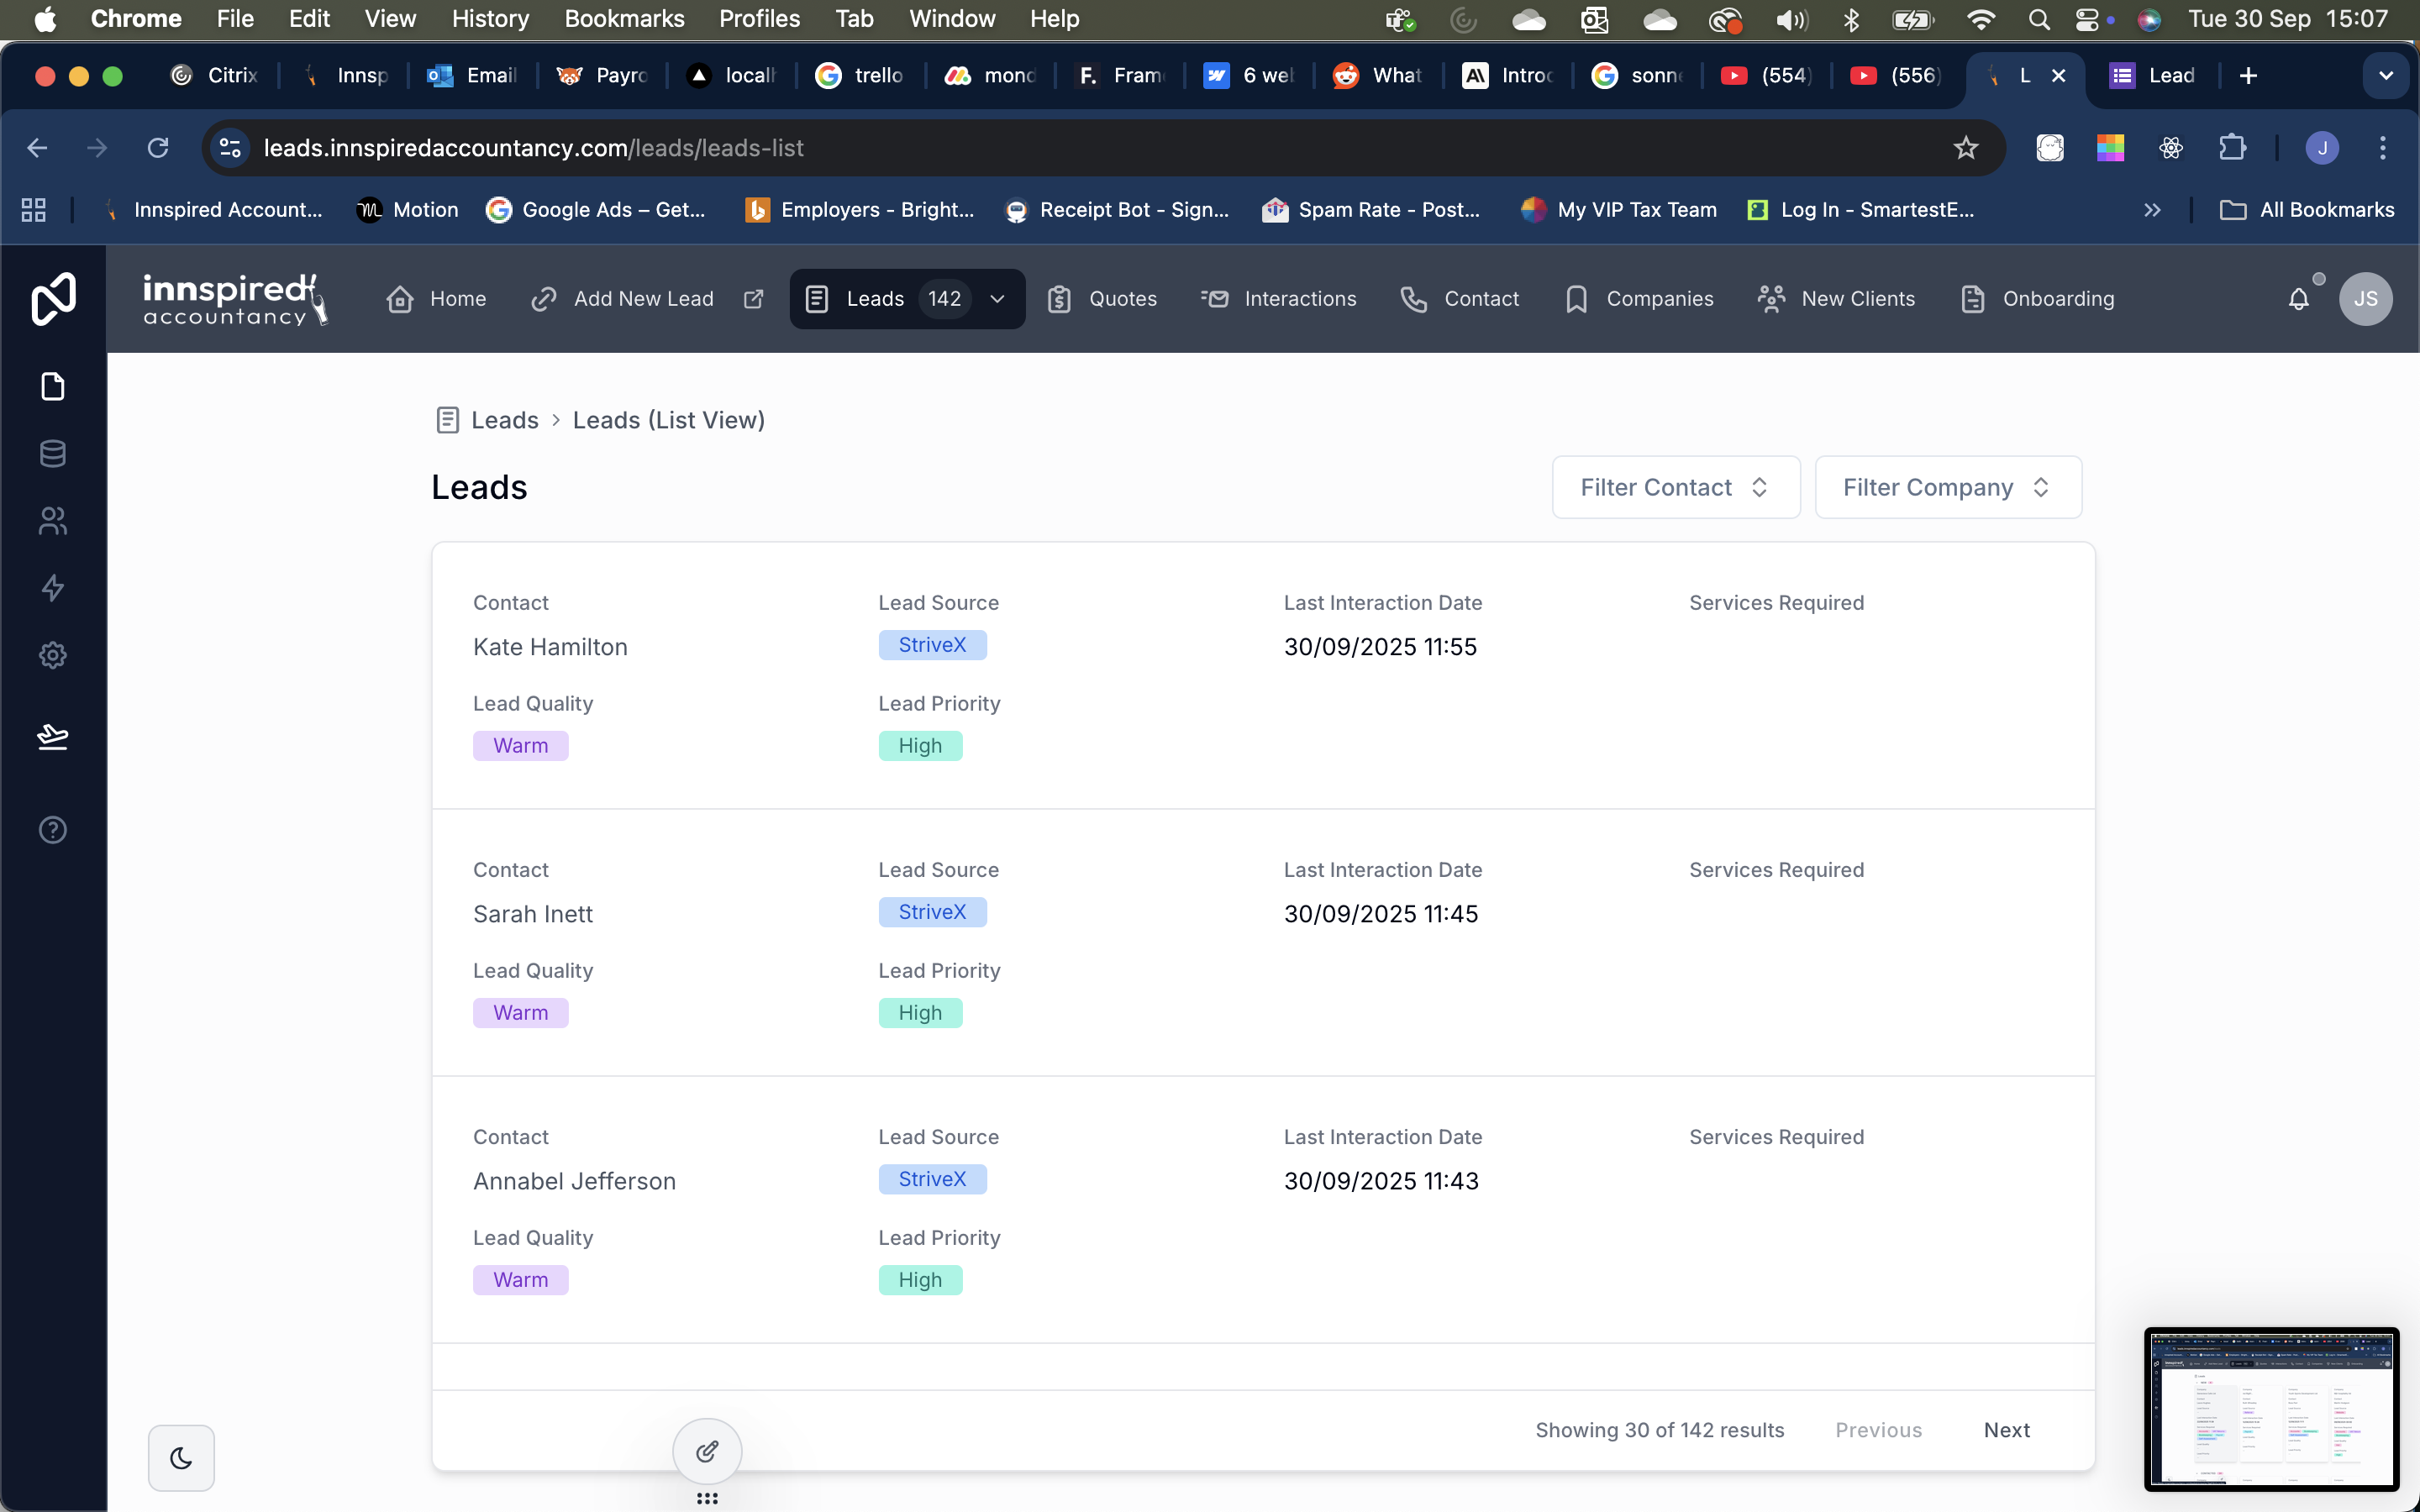 Chrome File Edit View History Bookmarks Profiles Tab Window Help Tue 30 Sep 15:07
Citrix Innsp Email Payro localh trello mond F. Fram 6 wel What Introc sonne (554) (556) L Lead
leads.innspiredaccountancy.com/leads/leads-list J
Innspired Account... Motion Google Ads – Get... Employers - Bright... Receipt Bot - Sign... Spam Rate - Post... My VIP Tax Team Log In - SmartestE... All Bookmarks
innspired
accountancy
Home Add New Lead Leads 142 Quotes Interactions Contact Companies New Clients Onboarding JS
Leads > Leads (List View)
Leads
Filter Contact Filter Company
Contact Lead Source Last Interaction Date Services Required
Kate Hamilton StriveX 30/09/2025 11:55
Lead Quality Lead Priority
Warm High
Contact Lead Source Last Interaction Date Services Required
Sarah Inett StriveX 30/09/2025 11:45
Lead Quality Lead Priority
Warm High
Contact Lead Source Last Interaction Date Services Required
Annabel Jefferson StriveX 30/09/2025 11:43
Lead Quality Lead Priority
Warm High
Showing 30 of 142 results Previous Next